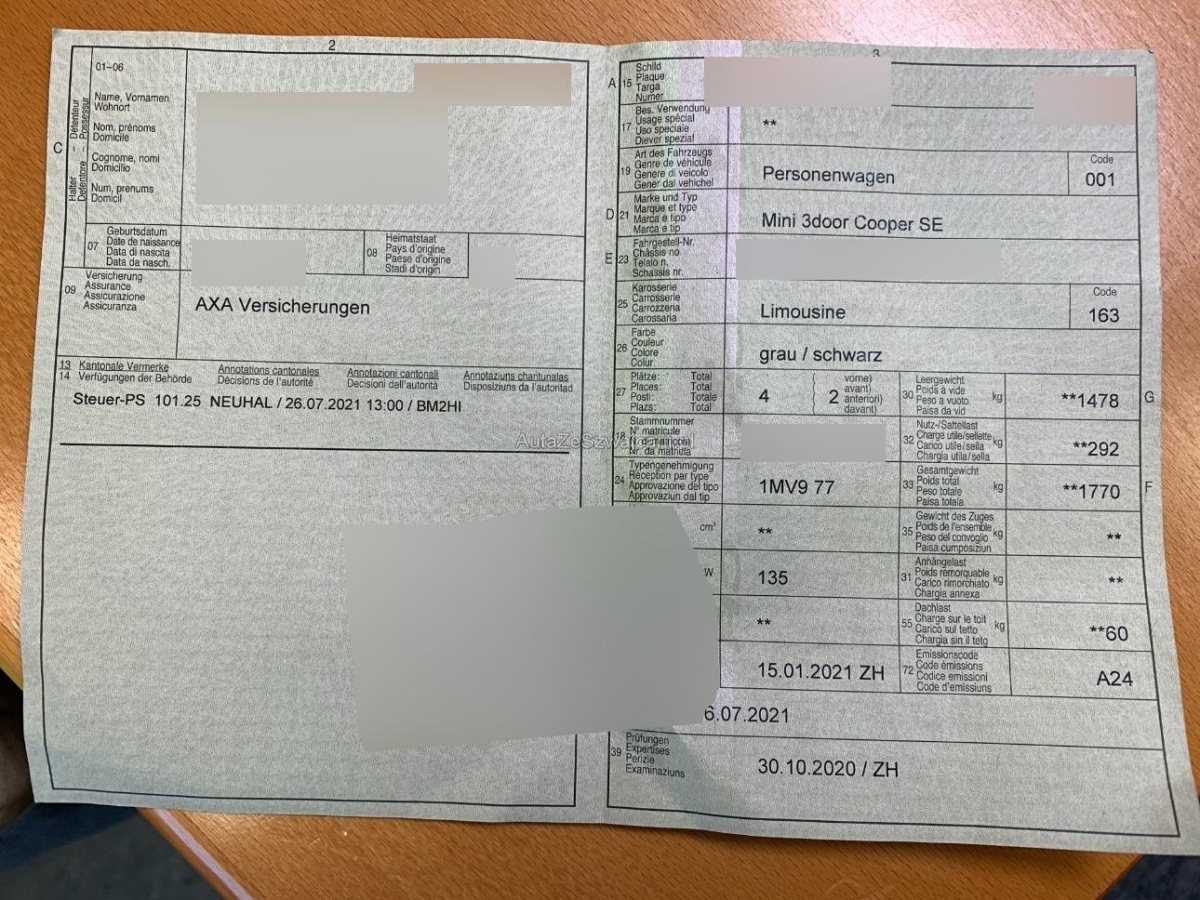 2
01-06
Name, Vornamen
Wohnort
Nom, prénoms
Domicile
Cognome, nomi
Domicilio
Num, prenums
Domicil
C
Halter – Détenteur
Detentore – Possessur
07
Geburtsdatum
Date de naissance
Data di nascita
Data da nasch.
08
Heimatstaat
Pays d'origine
Paese d'origine
Stadi d'origin
09
Versicherung
Assurance
Assicurazione
Assicuranza
AXA Versicherungen
13 Kantonale Vermerke
14 Verfügungen der Behörde
Annotations cantonales
Décisions de l'autorité
Annotazioni cantonali
Decisioni dell'autorità
Annotaziuns chantunalas
Disposiziuns da l'autoritad
Steuer-PS 101.25 NEUHAL / 26.07.2021 13:00 / BM2HI
3
A 15
Schild
Plaque
Targa
Numer
17
Bes. Verwendung
Usage spécial
Uso speciale
Diever spezial
**
19
Art des Fahrzeugs
Genre de véhicule
Genere di veicolo
Gener dal vehichel
Personenwagen
Code
001
D 21
Marke und Typ
Marque et type
Marca e tipo
Marca e tip
Mini 3door Cooper SE
E 23
Fahrgestell-Nr.
Châssis no
Telaio n.
Schassis nr.
25
Karosserie
Carrosserie
Carrozzeria
Carossaria
Limousine
Code
163
26
Farbe
Couleur
Colore
Colur
grau / schwarz
27
Plätze: Total
Places: Total
Posti: Totale
Plazs: Total
4
2
vorne)
avant)
anteriori)
davant)
30
Leergewicht
Poids à vide
Peso a vuoto
Paisa da vid
kg
**1478
G
18
Stammnummer
N° matricule
Nr. da matricla
32
Nutz-/Sattellast
Charge utile/sellette
Carico utile/sella
Chargia utila/sella
kg
**292
24
Typengenehmigung
Réception par type
Approvazione del tipo
Approvaziun dal tip
1MV9 77
33
Gesamtgewicht
Poids total
Peso totale
Paisa totala
kg
**1770
F
cm³
**
35
Gewicht des Zuges
Poids de l'ensemble
Peso del convoglio
Paisa cumposiziun
kg
**
W
135
31
Anhängelast
Poids remorquable
Carico rimorchiato
Chargia annexa
kg
**
**
55
Dachlast
Charge sur le toit
Carico sul tetto
Chargia sin il tetg
kg
**60
15.01.2021 ZH
72
Emissionscode
Code émissions
Codice emissioni
Code d'emissiuns
A24
6.07.2021
39
Prüfungen
Expertises
Perizie
Examinaziuns
30.10.2020 / ZH